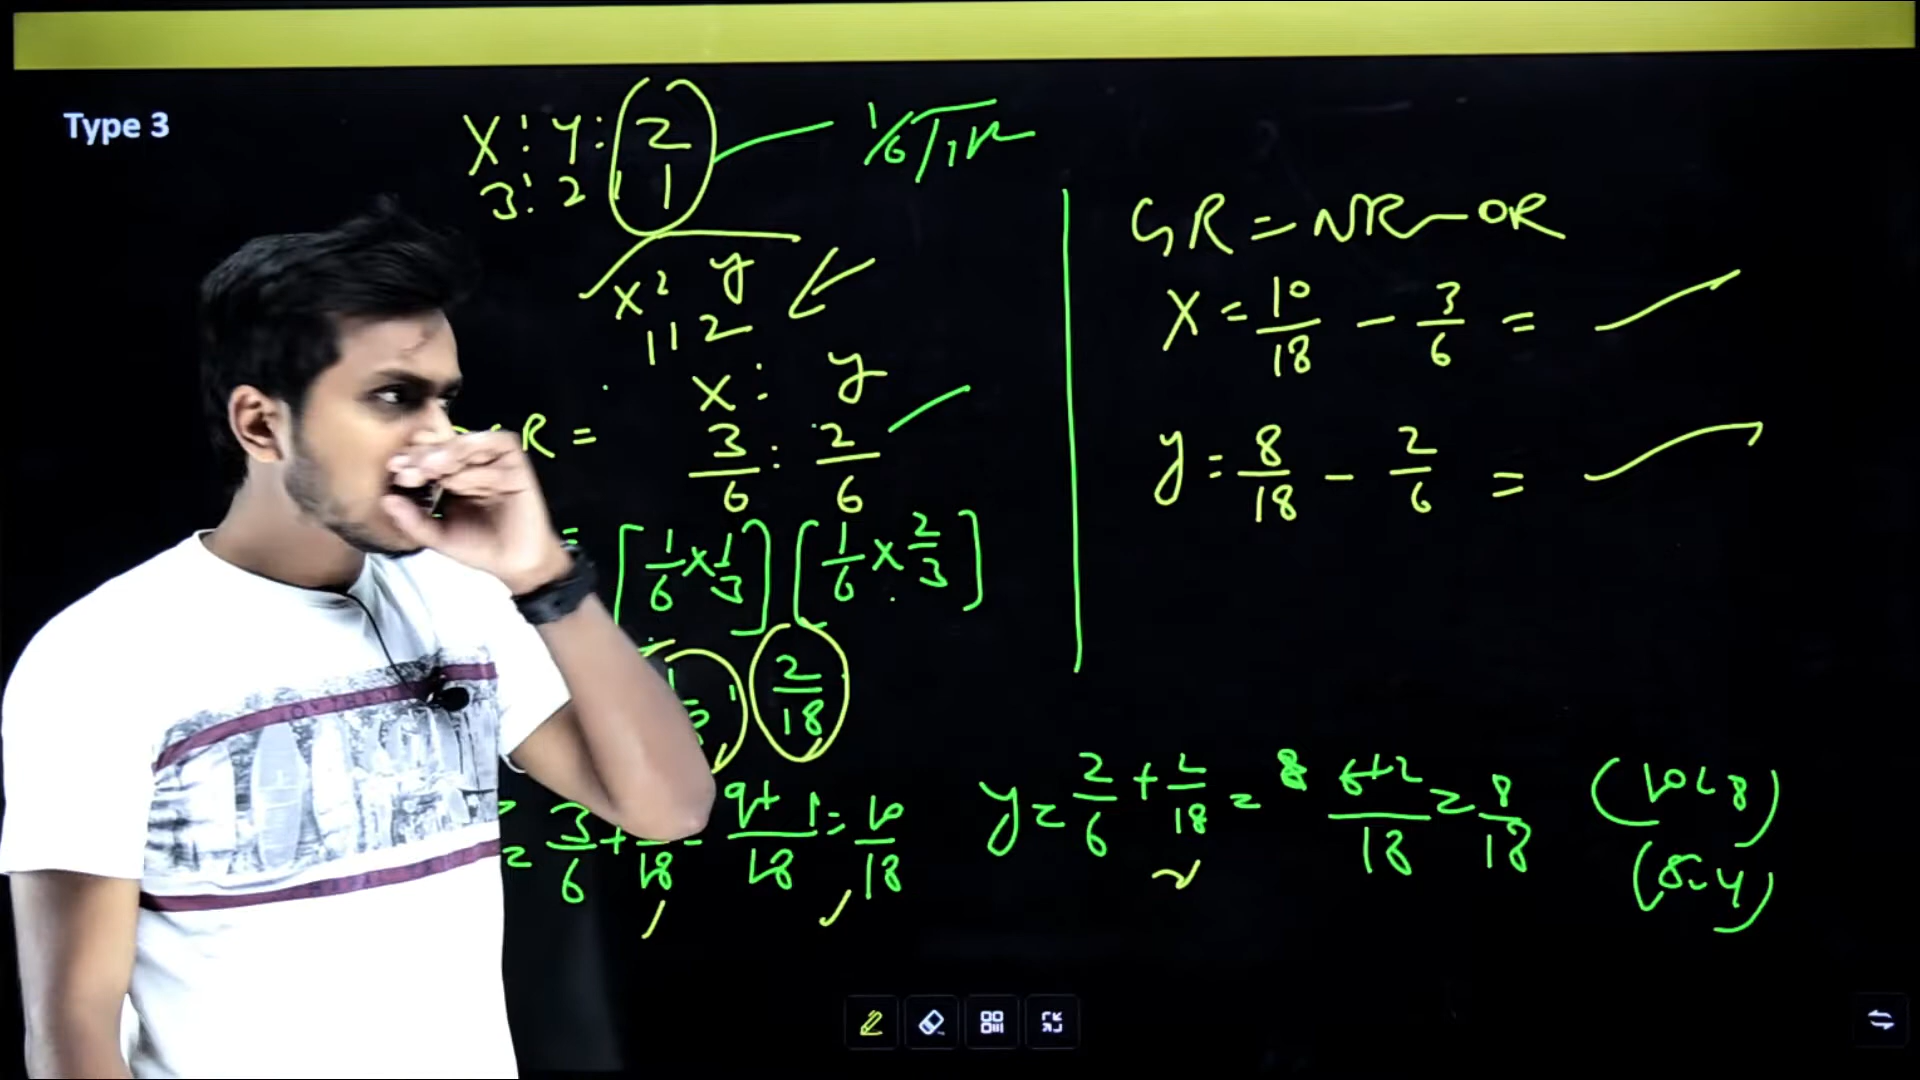 Type 3
X : Y : Z
3 : 2 : 1
1/6
X : y
1 : 2
X : y
R = 3/6 : 2/6
= [1/6 × 1/3] [1/6 × 2/3]
2/18
= 3/6 + 1/18 = 9+1/18 = 10/18
GR = NR - OR
X = 10/18 - 3/6 =
y = 8/18 - 2/6 =
y = 2/6 + 2/18 = 6+2/18 = 8/18
(10:8)
(5:4)